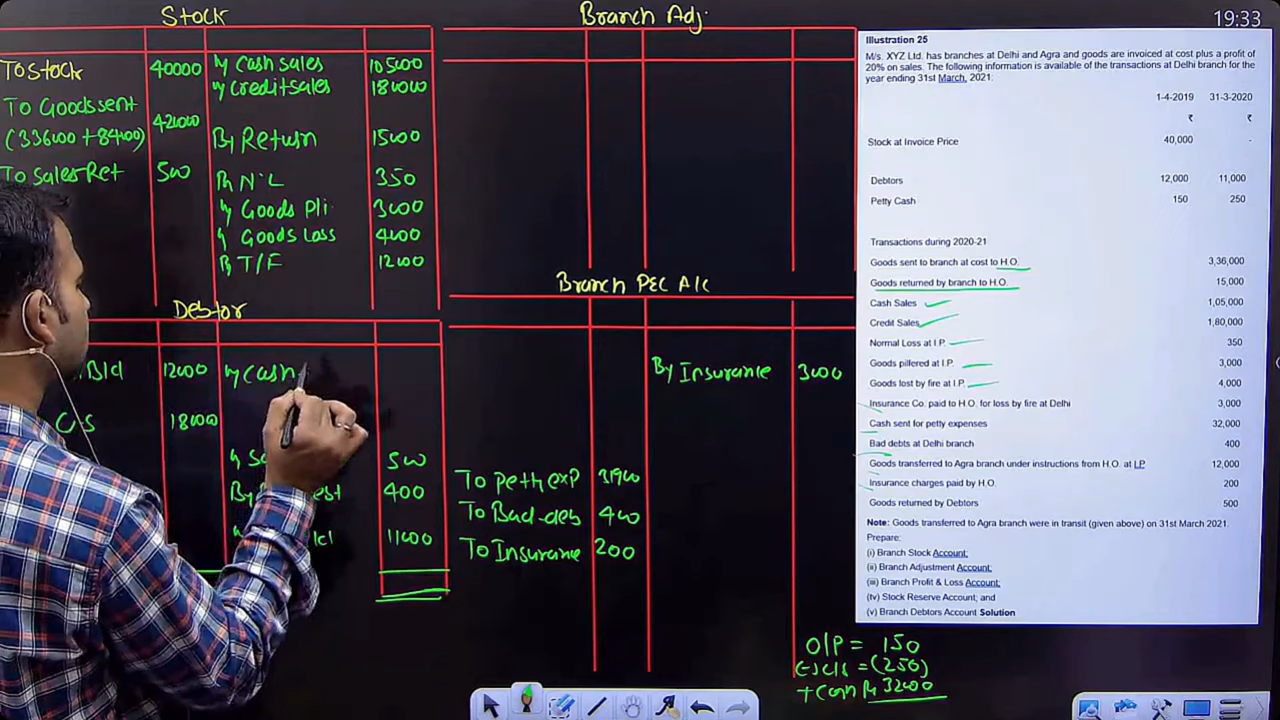 Stock
To Stock 40000 By Cash sales 105000
By Credit sales 180000
To Goods sent
(336000+84000) 420000 By Return 15000
To Sales Ret 500 By N.L 350
By Goods Pli 3000
By Goods Loss 4000
By T/F 12000
Debtor
Bld 12000 By Cash
CS 180000
500
400
11000
Branch Adj.
Branch P&L A/c
By Insurance 3000
To Petty exp 31900
To Bad-deb 400
To Insurance 200
O/P = 150
(-) cls = (250)
+ Cash R 32000
19:33
Illustration 25
M/s. XYZ Ltd. has branches at Delhi and Agra and goods are invoiced at cost plus a profit of
20% on sales. The following information is available of the transactions at Delhi branch for the
year ending 31st March, 2021:
1-4-2019 31-3-2020
₹ ₹
Stock at Invoice Price 40,000 -
Debtors 12,000 11,000
Petty Cash 150 250
Transactions during 2020-21
Goods sent to branch at cost to H.O. 3,36,000
Goods returned by branch to H.O. 15,000
Cash Sales 1,05,000
Credit Sales 1,80,000
Normal Loss at I.P. 350
Goods pilfered at I.P. 3,000
Goods lost by fire at I.P. 4,000
Insurance Co. paid to H.O. for loss by fire at Delhi 3,000
Cash sent for petty expenses 32,000
Bad debts at Delhi branch 400
Goods transferred to Agra branch under instructions from H.O. at I.P 12,000
Insurance charges paid by H.O. 200
Goods returned by Debtors 500
Note: Goods transferred to Agra branch were in transit (given above) on 31st March 2021.
Prepare:
(i) Branch Stock Account;
(ii) Branch Adjustment Account;
(iii) Branch Profit & Loss Account;
(iv) Stock Reserve Account; and
(v) Branch Debtors Account Solution